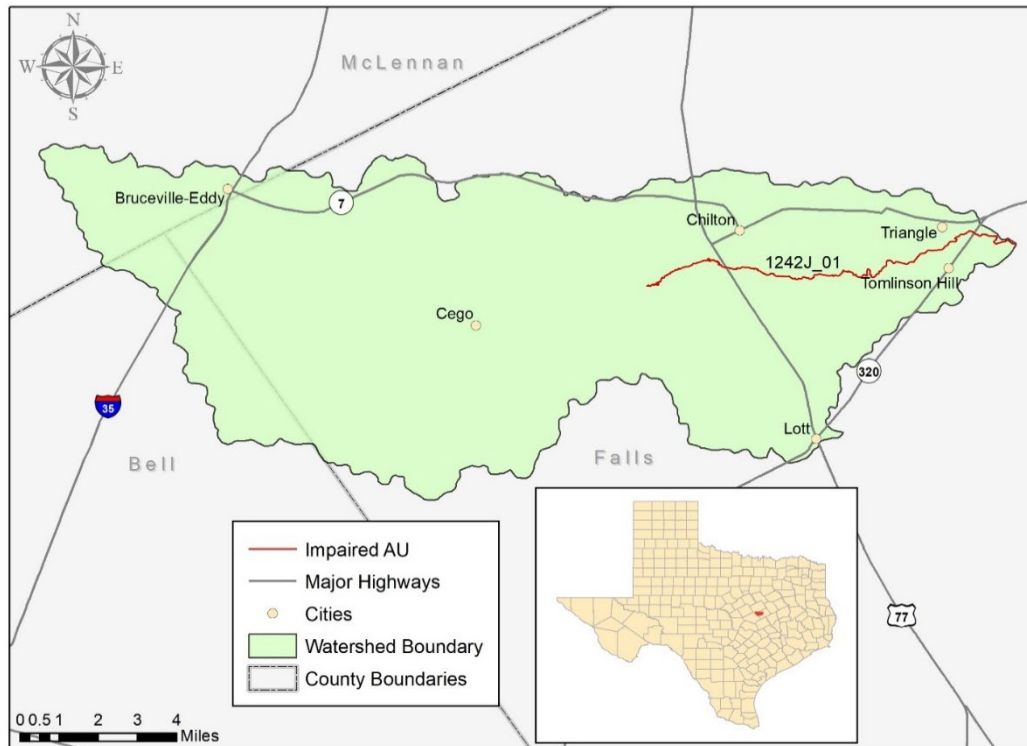 N
W E
S
McLennan
Bruceville-Eddy
7
Chilton
Triangle
1242J_01
Tomlinson Hill
Cego
320
35
Lott
Bell
Falls
Impaired AU
Major Highways
Cities
Watershed Boundary
County Boundaries
77
0 0.5 1 2 3 4
Miles